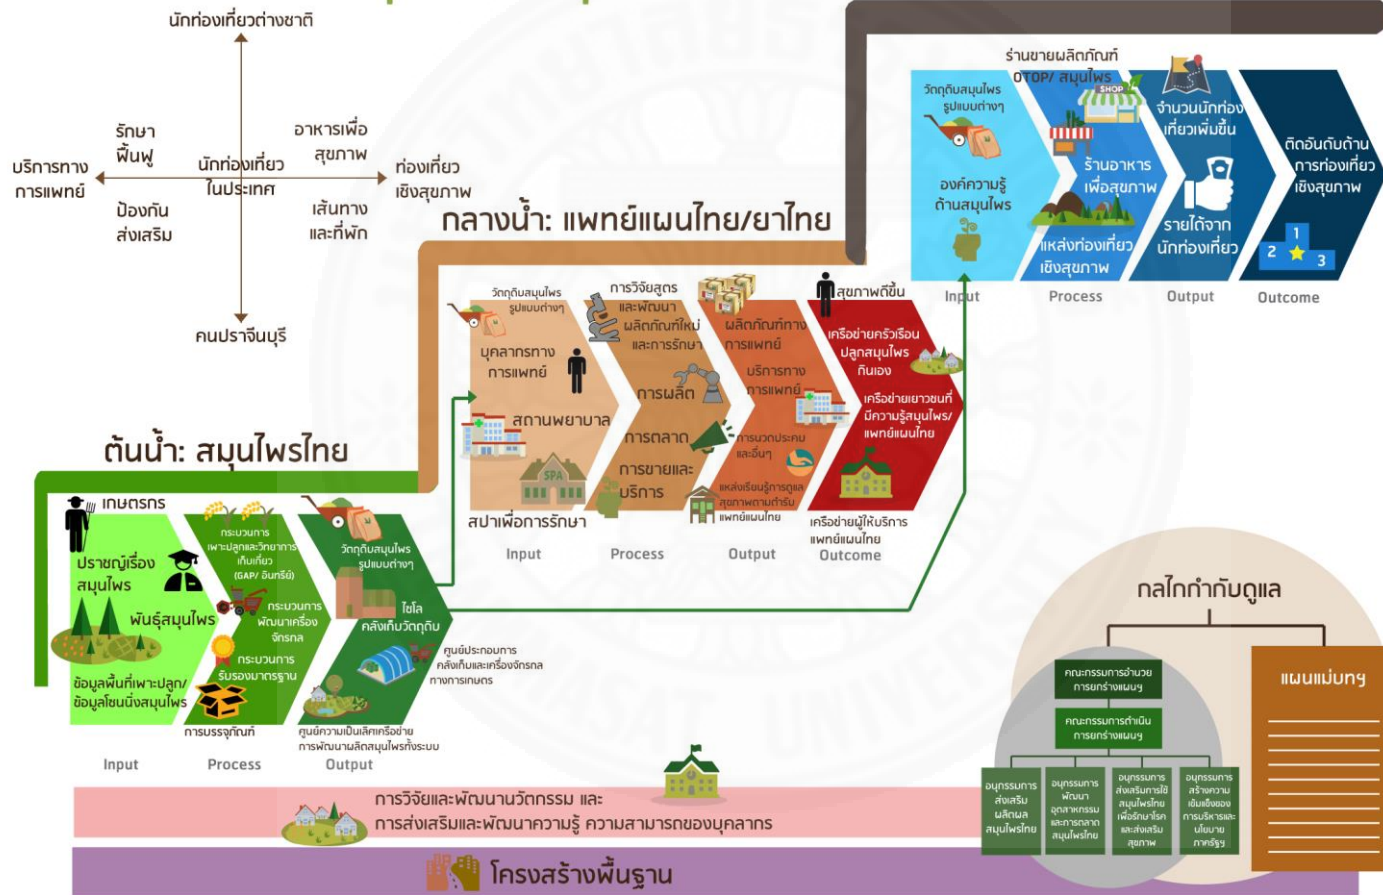 นักท่องเที่ยวต่างชาติ
รักษา
ฟื้นฟู
อาหารเพื่อ
สุขภาพ
บริการทาง
การแพทย์
นักท่องเที่ยว
ในประเทศ
ท่องเที่ยว
เชิงสุขภาพ
ป้องกัน
ส่งเสริม
เส้นทาง
และที่พัก
คนปราจีนบุรี
ร่านขายผลิตภัณฑ์
OTOP/ สมุนไพร
SHOP
วัตถุดิบสมุนไพร
รูปแบบต่างๆ
องค์ความรู้
ด้านสมุนไพร
ร้านอาหาร
เพื่อสุขภาพ
แหล่งท่องเที่ยว
เชิงสุขภาพ
จำนวนนักท่อง
เที่ยวเพิ่มขึ้น
รายได้จาก
นักท่องเที่ยว
ติดอันดับด้าน
การท่องเที่ยว
เชิงสุขภาพ
1
2
3
Input
Process
Output
Outcome
กลางน้ำ: แพทย์แผนไทย/ยาไทย
วัตถุดิบสมุนไพร
รูปแบบต่างๆ
บุคลากรทาง
การแพทย์
สถานพยาบาล
SPA
สปาเพื่อการรักษา
การวิจัยสูตร
และพัฒนา
ผลิตภัณฑ์ใหม่
และการรักษา
การผลิต
การตลาด
การขายและ
บริการ
ผลิตภัณฑ์ทาง
การแพทย์
บริการทาง
การแพทย์
การนวดประคบ
และอื่นๆ
แหล่งเรียนรู้การดูแล
สุขภาพตามตำรับ
แพทย์แผนไทย
สุขภาพดีขึ้น
เครือข่ายครัวเรือน
ปลูกสมุนไพร
กินเอง
เครือข่ายเยาวชนที่
มีความรู้สมุนไพร/
แพทย์แผนไทย
เครือข่ายผู้ให้บริการ
แพทย์แผนไทย
Input
Process
Output
Outcome
ต้นน้ำ: สมุนไพรไทย
เกษตรกร
ปราชญ์เรื่อง
สมุนไพร
พันธุ์สมุนไพร
ข้อมูลพื้นที่เพาะปลูก/
ข้อมูลโซนนิ่งสมุนไพร
กระบวนการ
เพาะปลูกและวิทยาการ
เก็บเกี่ยว
(GAP/ อินทรีย์)
กระบวนการ
พัฒนาเครื่อง
จักรกล
กระบวนการ
รับรองมาตรฐาน
การบรรจุภัณฑ์
วัตถุดิบสมุนไพร
รูปแบบต่างๆ
ไซโล
คลังเก็บวัตถุดิบ
ศูนย์ประกอบการ
คลังเก็บและเครื่องจักรกล
ทางการเกษตร
ศูนย์ความเป็นเลิศเครือข่าย
การพัฒนาผลิตสมุนไพรทั้งระบบ
Input
Process
Output
กลไกกำกับดูแล
คณะกรรมการอำนวย
การยกร่างแผนฯ
คณะกรรมการดำเนิน
การยกร่างแผนฯ
อนุกรรมการ
ส่งเสริม
ผลิตผล
สมุนไพรไทย
อนุกรรมการ
พัฒนา
อุตสาหกรรม
และการตลาด
สมุนไพรไทย
อนุกรรมการ
ส่งเสริมการใช้
สมุนไพรไทย
เพื่อรักษาโรค
และส่งเสริม
สุขภาพ
อนุกรรมการ
สร้างความ
เข้มแข็งของ
การบริหารและ
นโยบาย
ภาครัฐฯ
แผนแม่บทฯ
การวิจัยและพัฒนานวัตกรรม และ
การส่งเสริมและพัฒนาความรู้ ความสามารถของบุคลากร
โครงสร้างพื้นฐาน